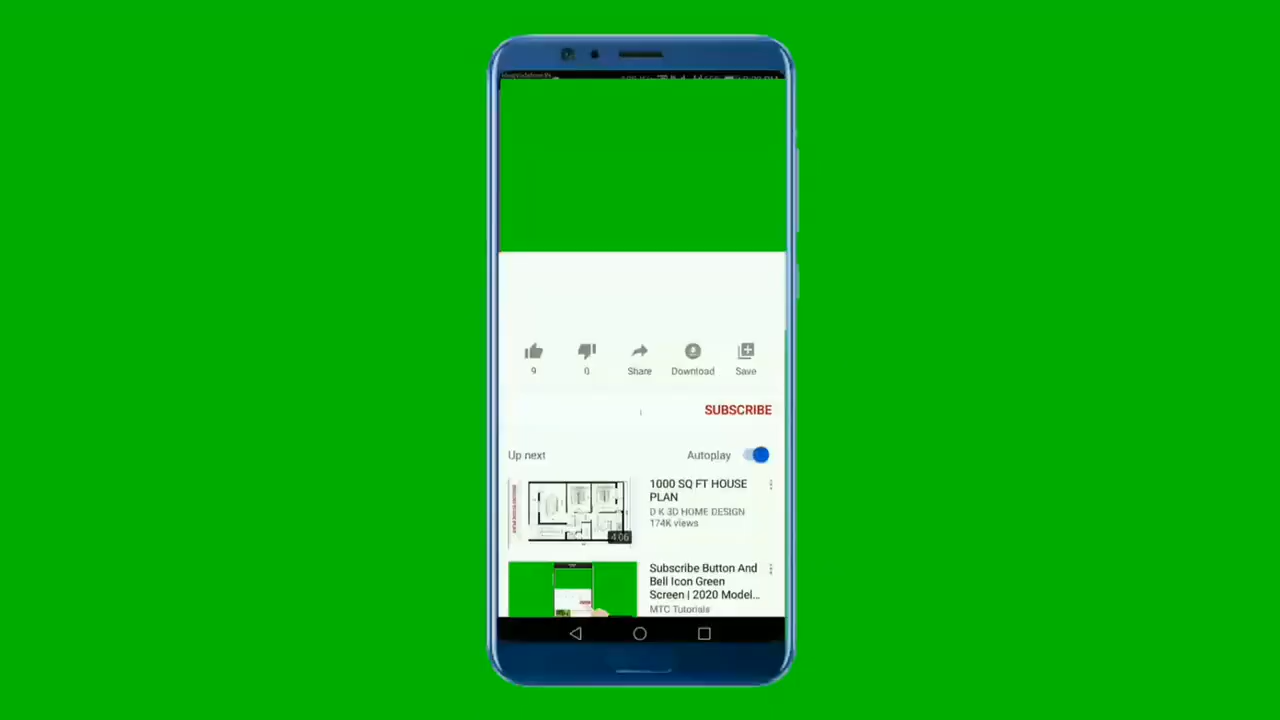 9
0
Share
Download
Save
SUBSCRIBE
Up next
Autoplay
1000 SQ FT HOUSE
PLAN
D K 3D HOME DESIGN
174K views
4:06
Subscribe Button And
Bell Icon Green
Screen | 2020 Model...
MTC Tutorials